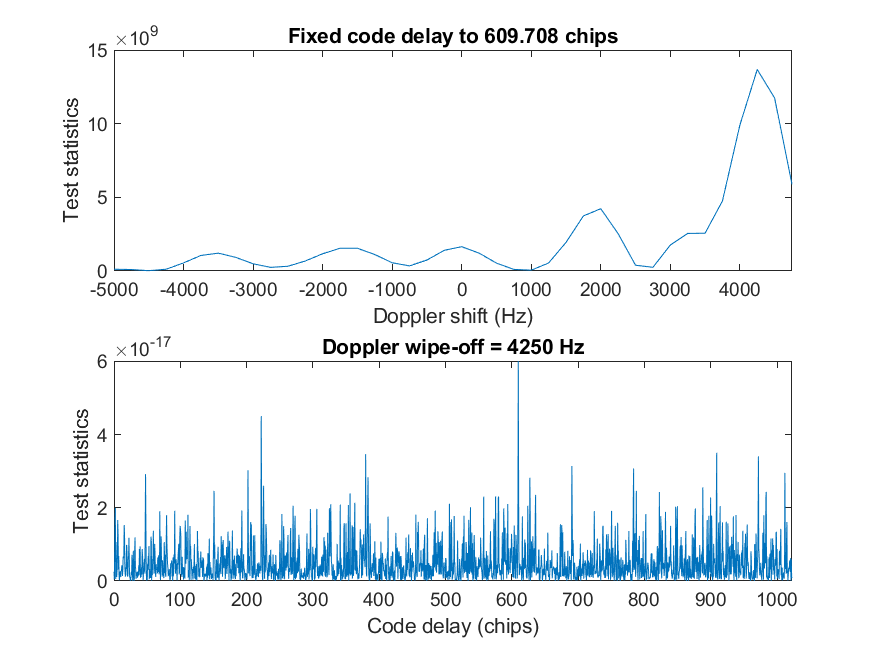 ×10^9
Fixed code delay to 609.708 chips
15
10
5
0
Test statistics
-5000 -4000 -3000 -2000 -1000 0 1000 2000 3000 4000
Doppler shift (Hz)
×10^-17
Doppler wipe-off = 4250 Hz
6
4
2
0
Test statistics
0 100 200 300 400 500 600 700 800 900 1000
Code delay (chips)